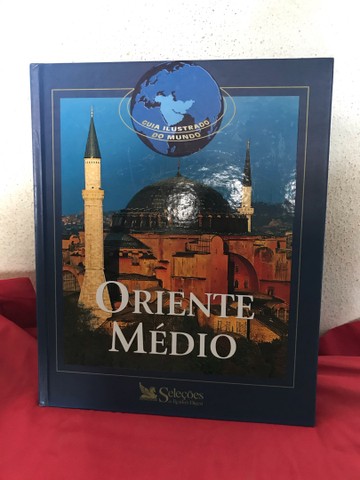 GUIA ILUSTRADO
DO MUNDO
ORIENTE
MÉDIO
Seleções